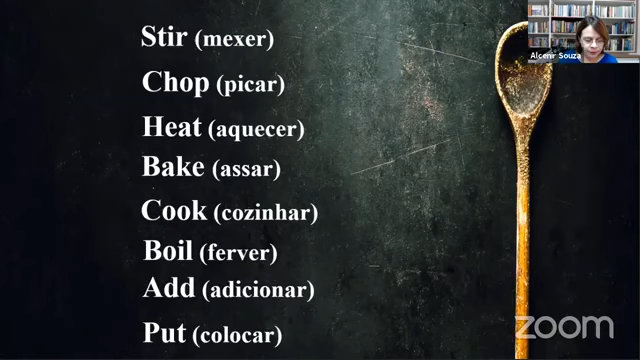 Stir (mexer)
Chop (picar)
Heat (aquecer)
Bake (assar)
Cook (cozinhar)
Boil (ferver)
Add (adicionar)
Put (colocar)
Alcenir Souza
zoom